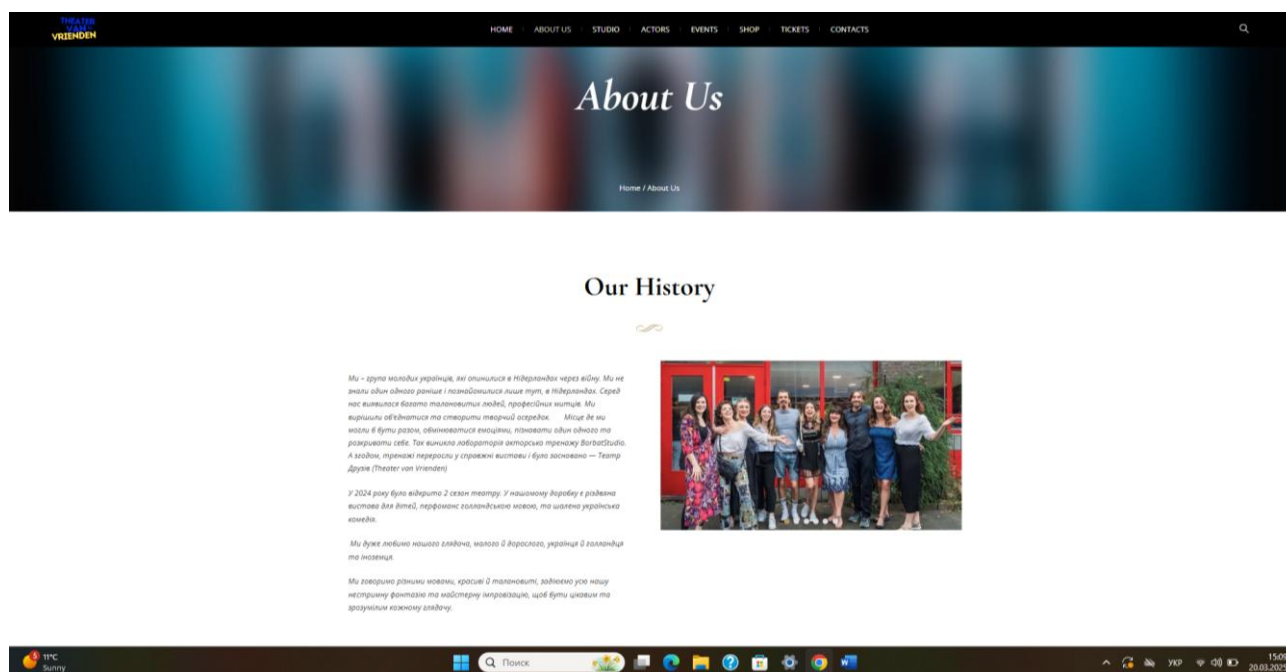 THEATER
VAN
VRIENDEN
HOME
ABOUT US
STUDIO
ACTORS
EVENTS
SHOP
TICKETS
CONTACTS
About Us
Home / About Us
Our History
Ми – група молодих українців, які опинилися в Нідерландах через війну. Ми не
знали один одного раніше і познайомилися лише тут, в Нідерландах. Серед
нас виявилося багато талановитих людей, професійних митців. Ми
вирішили об'єднатися та створити творчий осередок. Місце де ми
могли б бути разом, обмінюватися емоціями, пізнавати один одного та
розкривати себе. Так виникла лабораторія акторсько тренажу BorbatStudio.
А згодом, тренажі переросли у справжні вистави і було засновано — Театр
Друзів (Theater van Vrienden)
У 2024 року було відкрито 2 сезон театру. У нашому доробку є різдвяна
вистава для дітей, перфоманс голландською мовою, та шалена українська
комедія.
Ми дуже любимо нашого глядача, малого й дорослого, українця й голландця
та іноземця.
Ми говоримо різними мовами, красиві й талановиті, задіюємо усю нашу
нестримну фантазію та майстерну імпровізацію, щоб бути цікавим та
зрозумілим кожному глядачу.
5
11°C
Sunny
Поиск
УКР
15:09